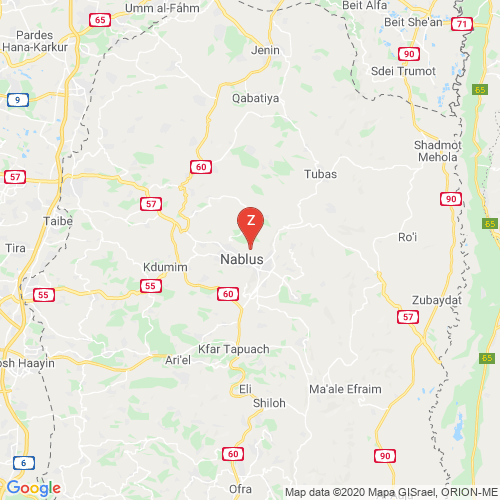 Umm al-Fáhm
Beit Alfa
65
Beit She'an
71
Pardes
Hana-Karkur
Jenin
90
Sdei Trumot
65
9
Qabatiya
Shadmot
Mehola
60
57
Tubas
57
90
Z
Taibe
65
Tira
Ro'i
Nablus
Kdumim
55
55
60
Zubaydat
57
Kfar Tapuach
65
osh Haayin
Ari'el
Eli
Ma'ale Efraim
Shiloh
60
90
6
Google
Ofra
Map data ©2020 Mapa GISrael, ORION-ME